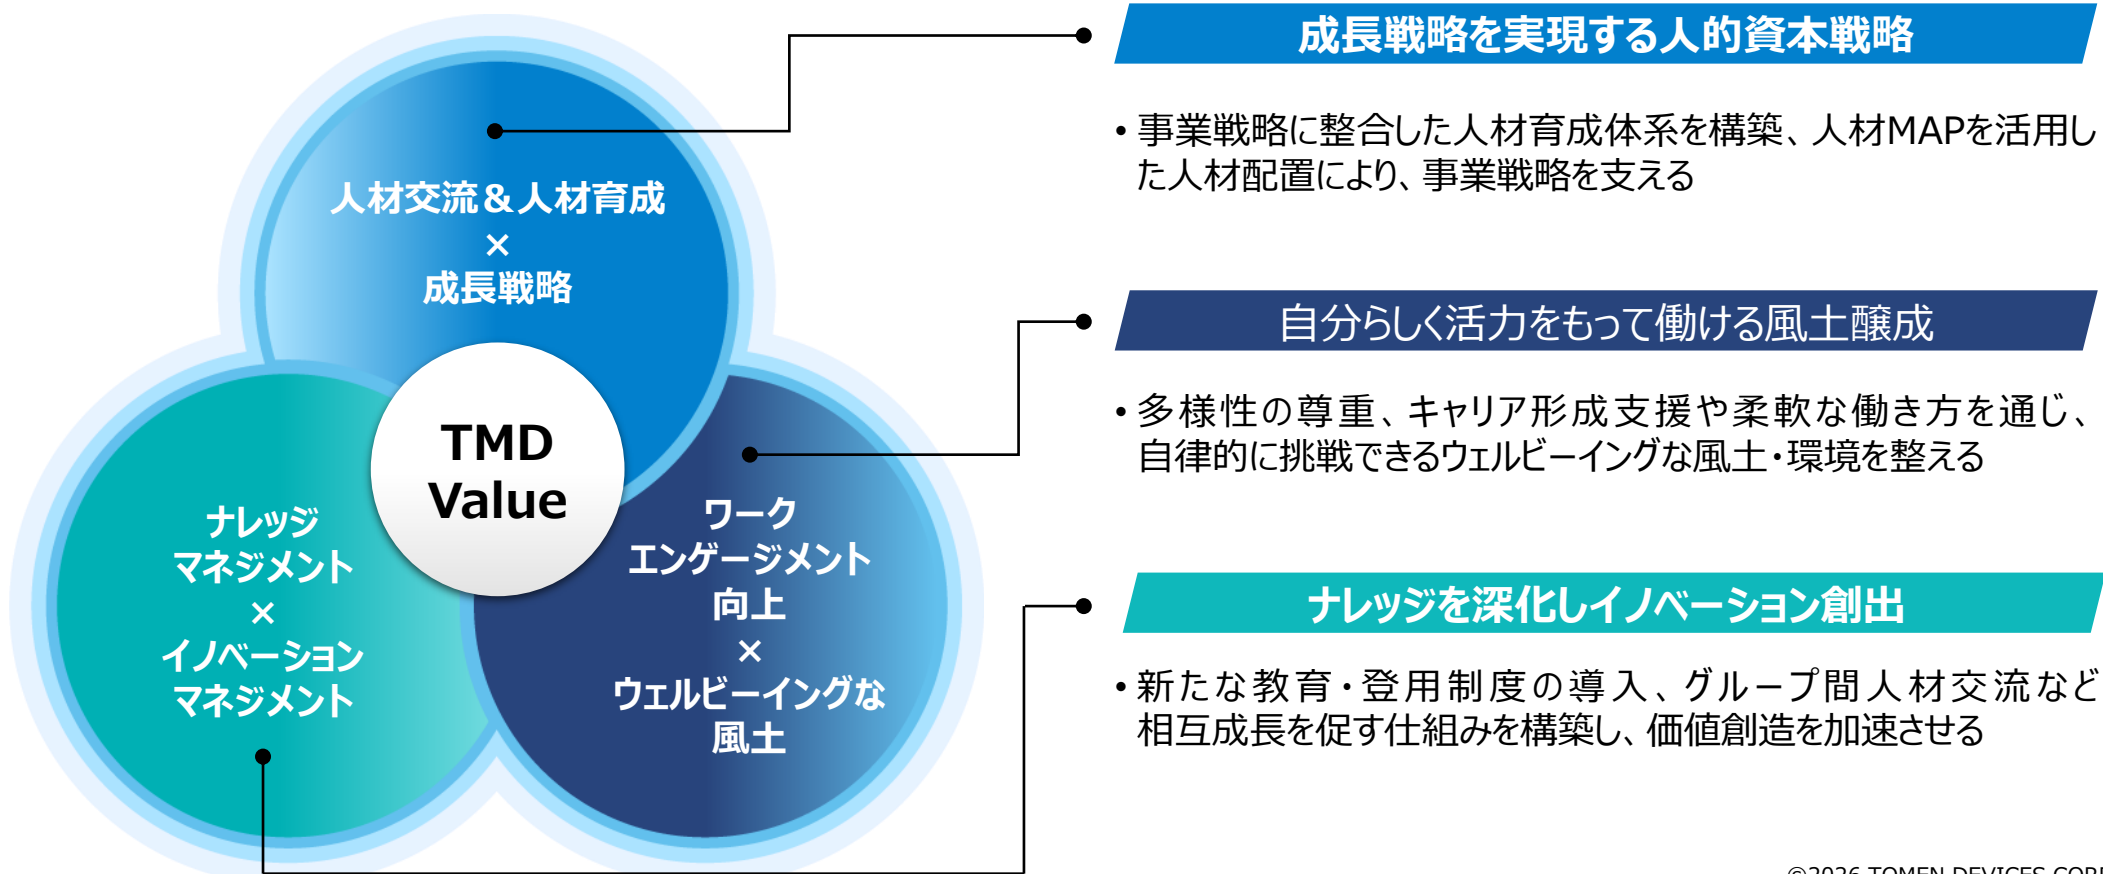 人材交流＆人材育成
×
成長戦略
TMD
Value
ナレッジ
マネジメント
×
イノベーション
マネジメント
ワーク
エンゲージメント
向上
×
ウェルビーイングな
風土
成長戦略を実現する人的資本戦略
• 事業戦略に整合した人材育成体系を構築、人材MAPを活用し
た人材配置により、事業戦略を支える
自分らしく活力をもって働ける風土醸成
• 多様性の尊重、キャリア形成支援や柔軟な働き方を通じ、
自律的に挑戦できるウェルビーイングな風土・環境を整える
ナレッジを深化しイノベーション創出
• 新たな教育・登用制度の導入、グループ間人材交流など
相互成長を促す仕組みを構築し、価値創造を加速させる
©2026 TOMEN DEVICES CORP